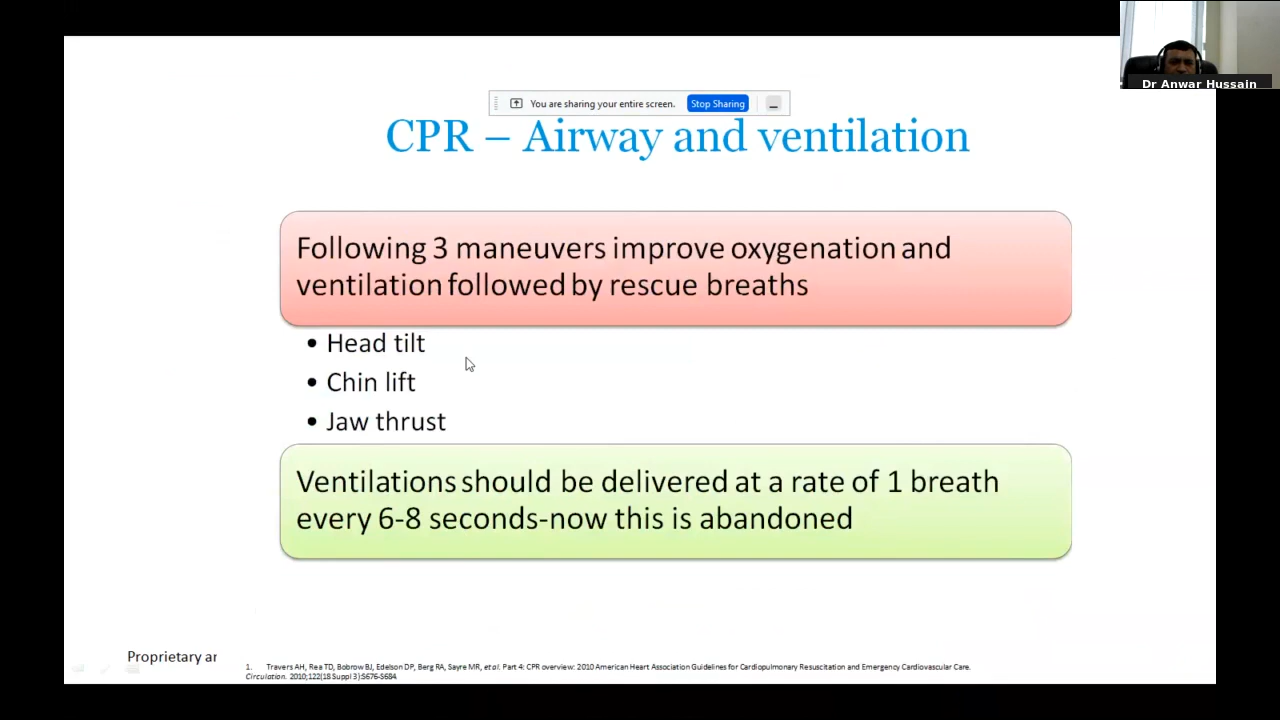 Dr Anwar Hussain
You are sharing your entire screen. Stop Sharing
CPR – Airway and ventilation
Following 3 maneuvers improve oxygenation and
ventilation followed by rescue breaths
• Head tilt
• Chin lift
• Jaw thrust
Ventilations should be delivered at a rate of 1 breath
every 6-8 seconds-now this is abandoned
Proprietary ar
1. Travers AH, Rea TD, Bobrow BJ, Edelson DP, Berg RA, Sayre MR, et al. Part 4: CPR overview: 2010 American Heart Association Guidelines for Cardiopulmonary Resuscitation and Emergency Cardiovascular Care.
Circulation. 2010;122(18 Suppl 3):S676-S684.